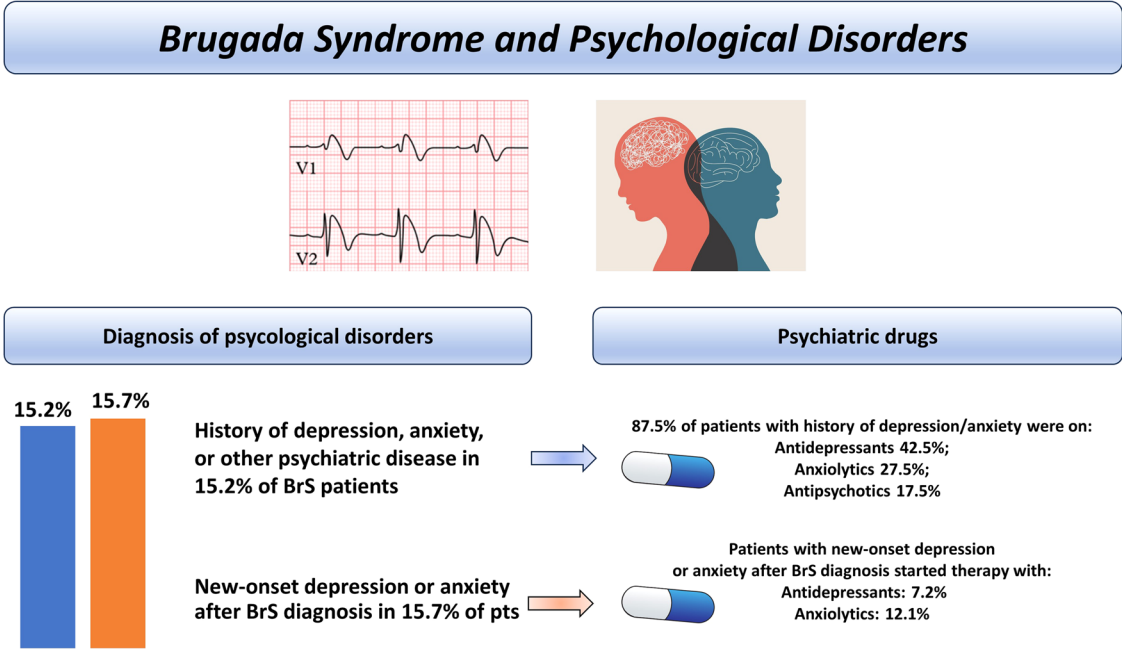 Brugada Syndrome and Psychological Disorders
V1
V2
Diagnosis of psycological disorders
Psychiatric drugs
15.2%
15.7%
History of depression, anxiety,
or other psychiatric disease in
15.2% of BrS patients
87.5% of patients with history of depression/anxiety were on:
Antidepressants 42.5%;
Anxiolytics 27.5%;
Antipsychotics 17.5%
New-onset depression or anxiety
after BrS diagnosis in 15.7% of pts
Patients with new-onset depression
or anxiety after BrS diagnosis started therapy with:
Antidepressants: 7.2%
Anxiolytics: 12.1%